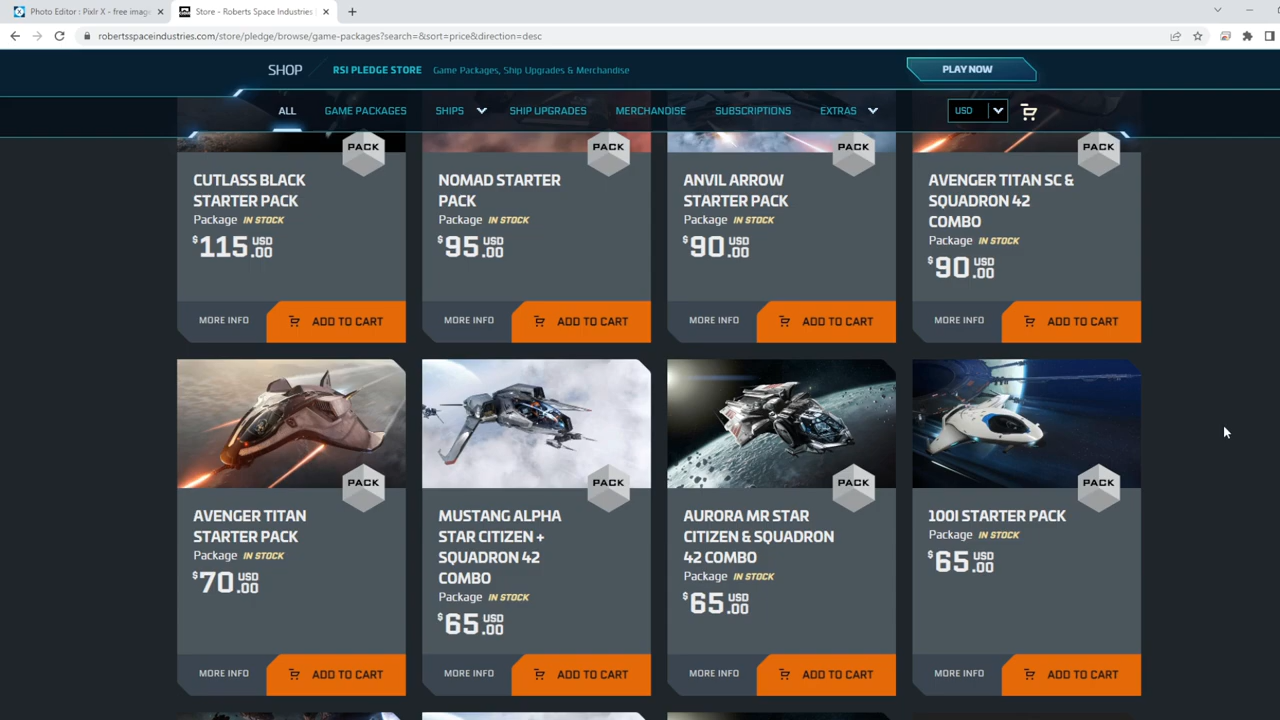 Photo Editor : Pixlr X - free imag
Store - Roberts Space Industries
robertsspaceindustries.com/store/pledge/browse/game-packages?search=&sort=price&direction=desc
SHOP
RSI PLEDGE STORE
Game Packages, Ship Upgrades & Merchandise
PLAY NOW
ALL
GAME PACKAGES
SHIPS
SHIP UPGRADES
MERCHANDISE
SUBSCRIPTIONS
EXTRAS
USD
PACK
CUTLASS BLACK
STARTER PACK
Package IN STOCK
$115 USD .00
MORE INFO
ADD TO CART
PACK
NOMAD STARTER
PACK
Package IN STOCK
$95 USD .00
MORE INFO
ADD TO CART
PACK
ANVIL ARROW
STARTER PACK
Package IN STOCK
$90 USD .00
MORE INFO
ADD TO CART
PACK
AVENGER TITAN SC &
SQUADRON 42
COMBO
Package IN STOCK
$90 USD .00
MORE INFO
ADD TO CART
PACK
AVENGER TITAN
STARTER PACK
Package IN STOCK
$70 USD .00
MORE INFO
ADD TO CART
PACK
MUSTANG ALPHA
STAR CITIZEN +
SQUADRON 42
COMBO
Package IN STOCK
$65 USD .00
MORE INFO
ADD TO CART
PACK
AURORA MR STAR
CITIZEN & SQUADRON
42 COMBO
Package IN STOCK
$65 USD .00
MORE INFO
ADD TO CART
PACK
100I STARTER PACK
Package IN STOCK
$65 USD .00
MORE INFO
ADD TO CART